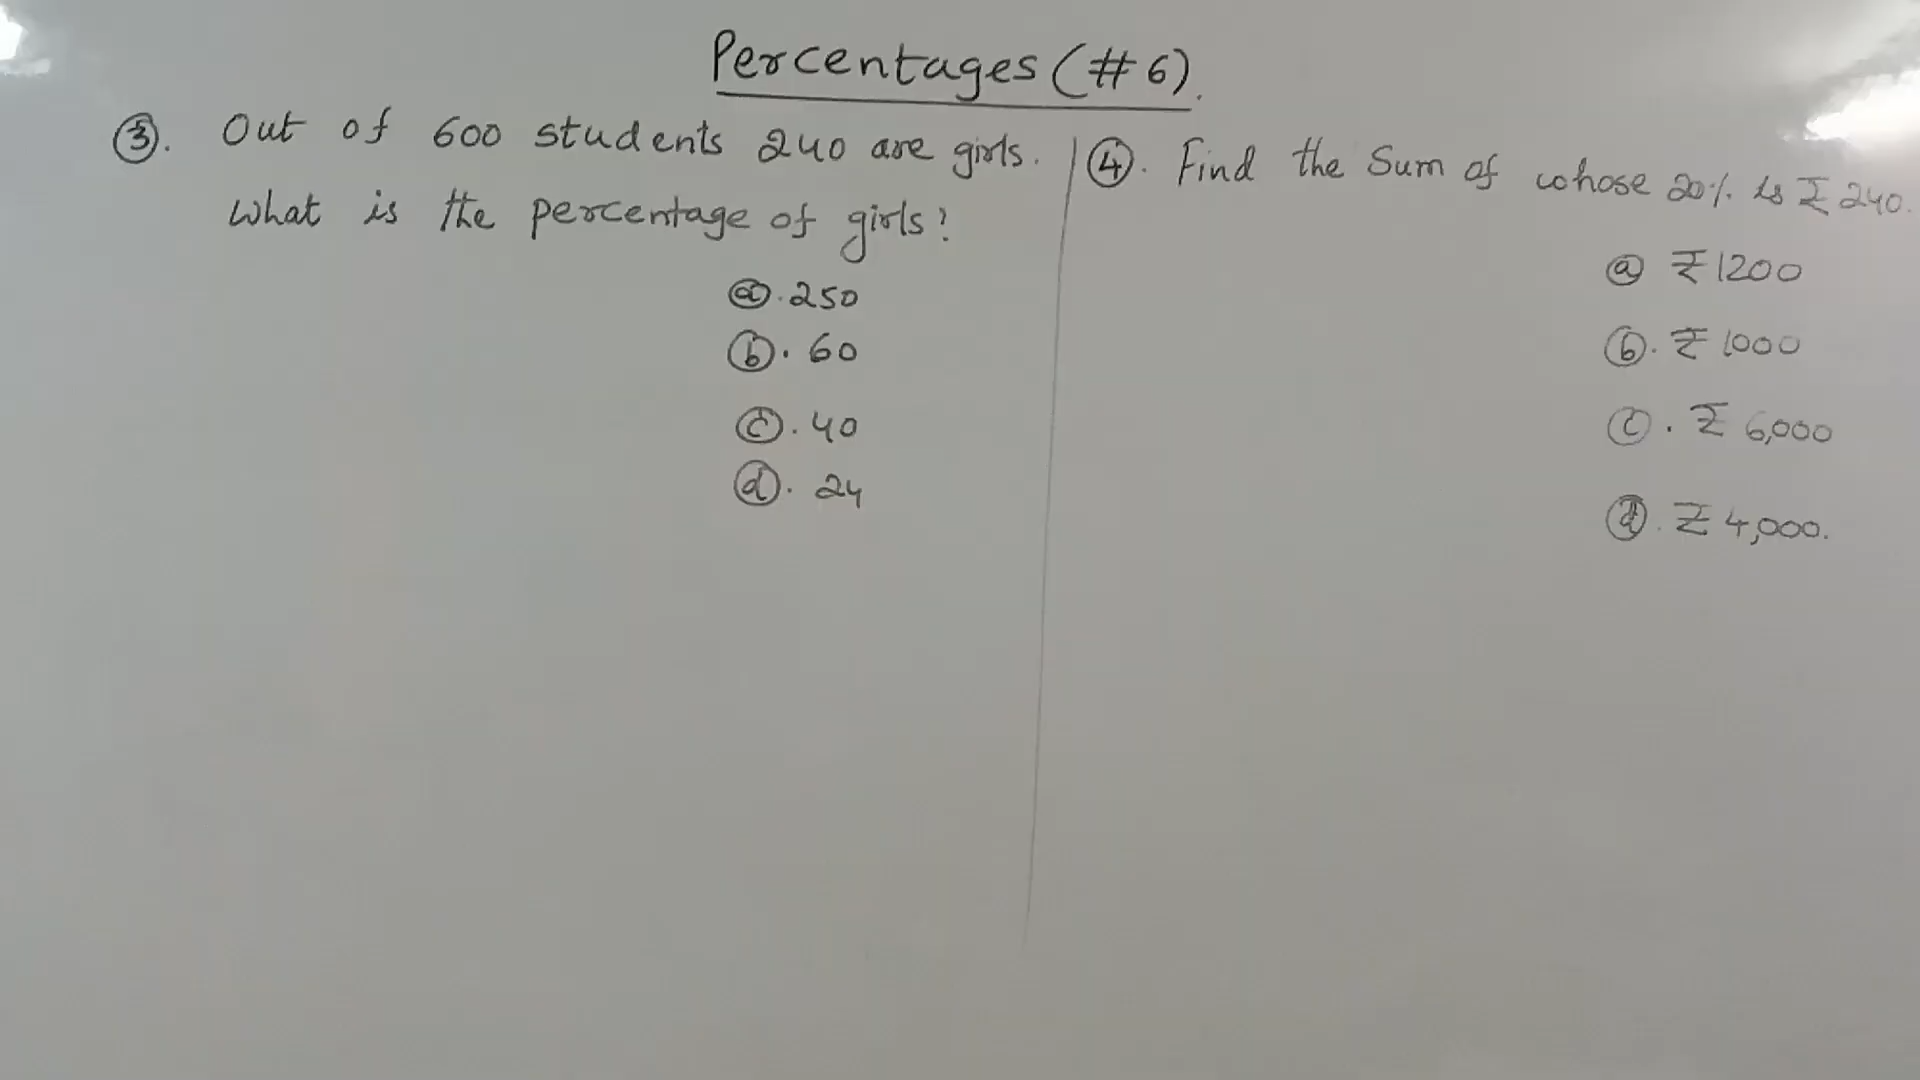 Percentages (#6).
③. Out of 600 students 240 are girls.
What is the percentage of girls?
ⓐ. 250
ⓑ. 60
ⓒ. 40
ⓓ. 24
④. Find the Sum of whose 20% is ₹ 240.
ⓐ ₹ 1200
ⓑ. ₹ 1000
ⓒ. ₹ 6,000
ⓓ. ₹ 4,000.